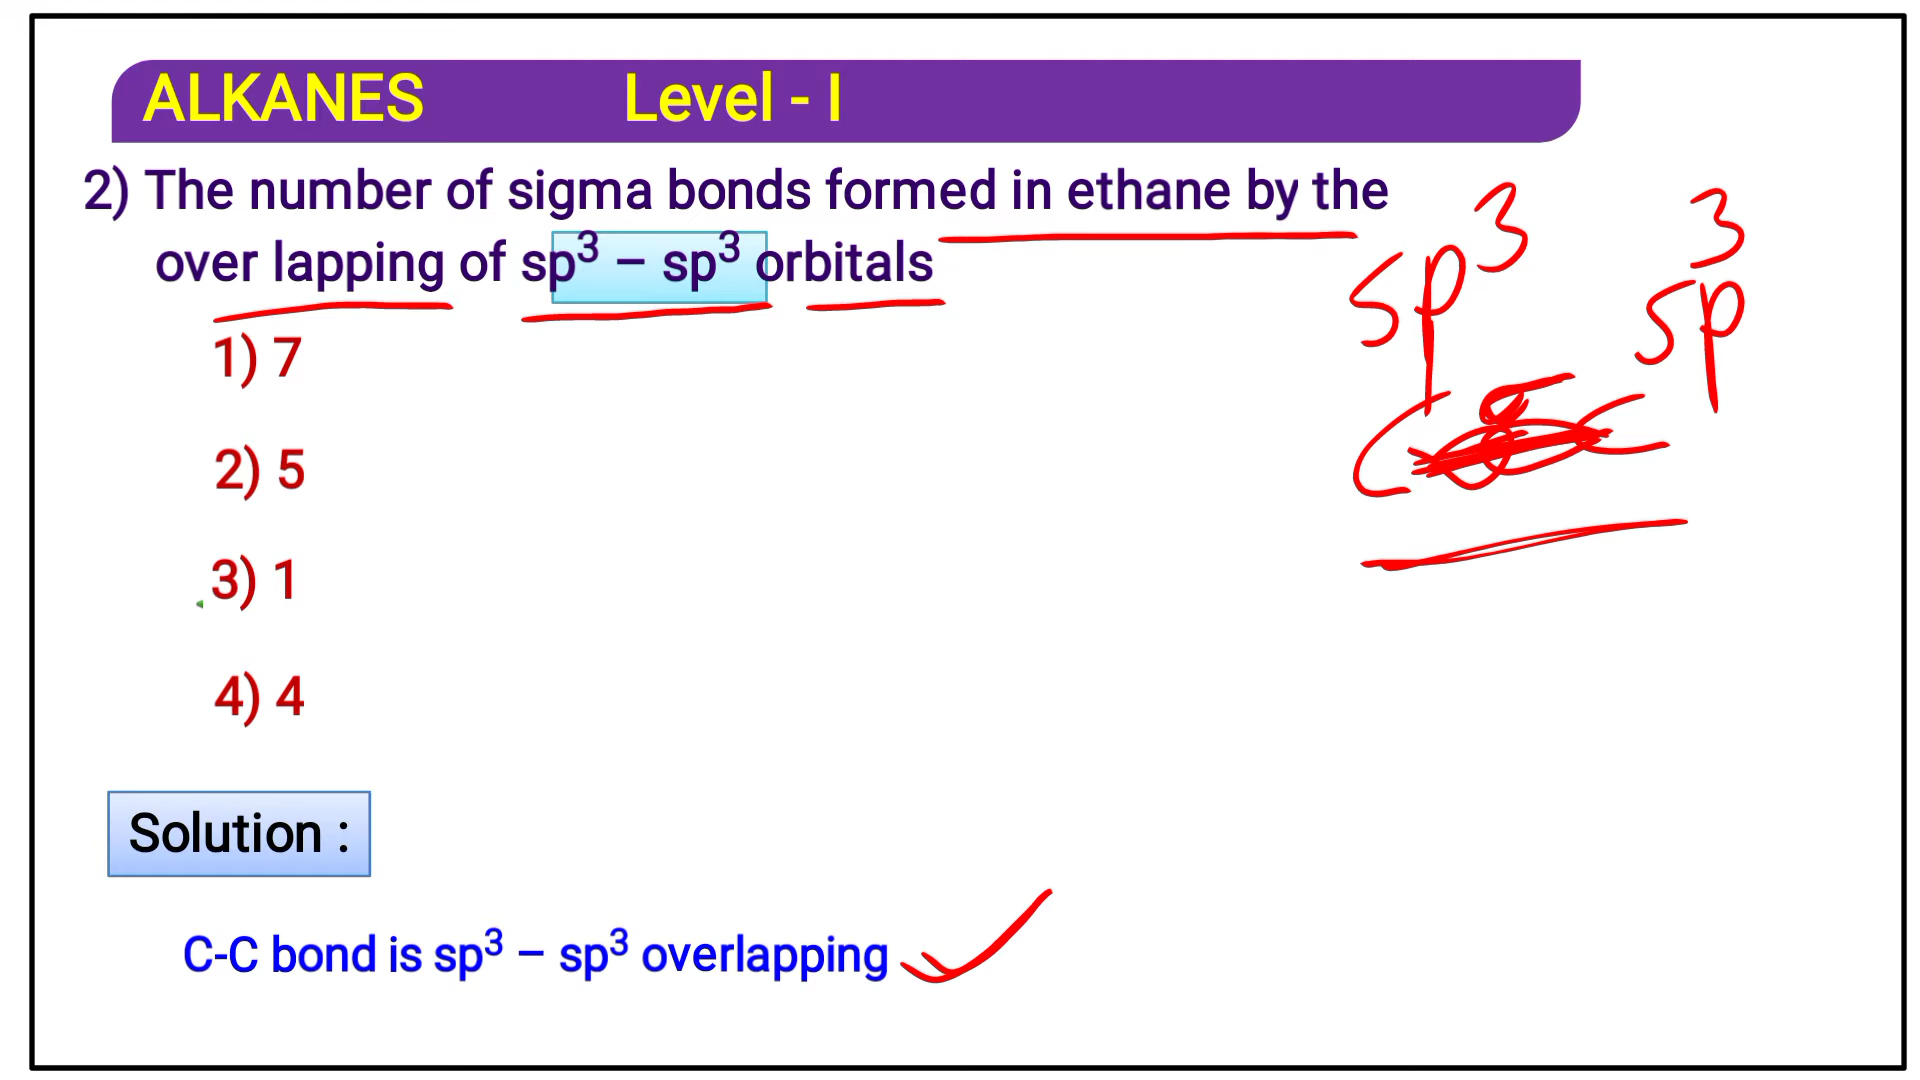 ALKANES Level - I
2) The number of sigma bonds formed in ethane by the
over lapping of sp³ – sp³ orbitals
sp³ sp³
1) 7
C C
2) 5
3) 1
4) 4
Solution :
C-C bond is sp³ – sp³ overlapping